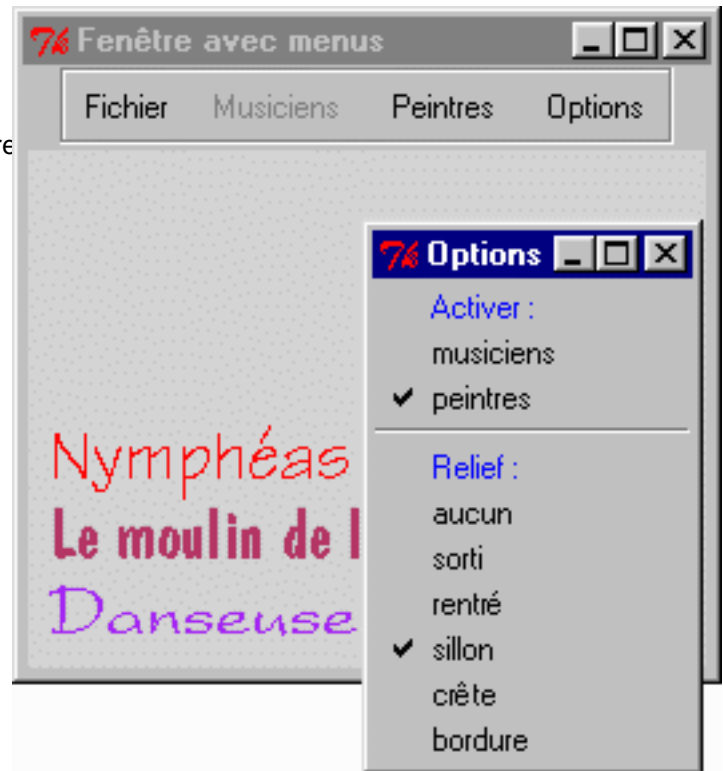 Fenêtre avec menus
Fichier Musiciens Peintres Options
re
Options
Activer :
musiciens
peintres
Relief :
aucun
sorti
rentré
sillon
crête
bordure
Nymphéas
Le moulin de l
Danseuse